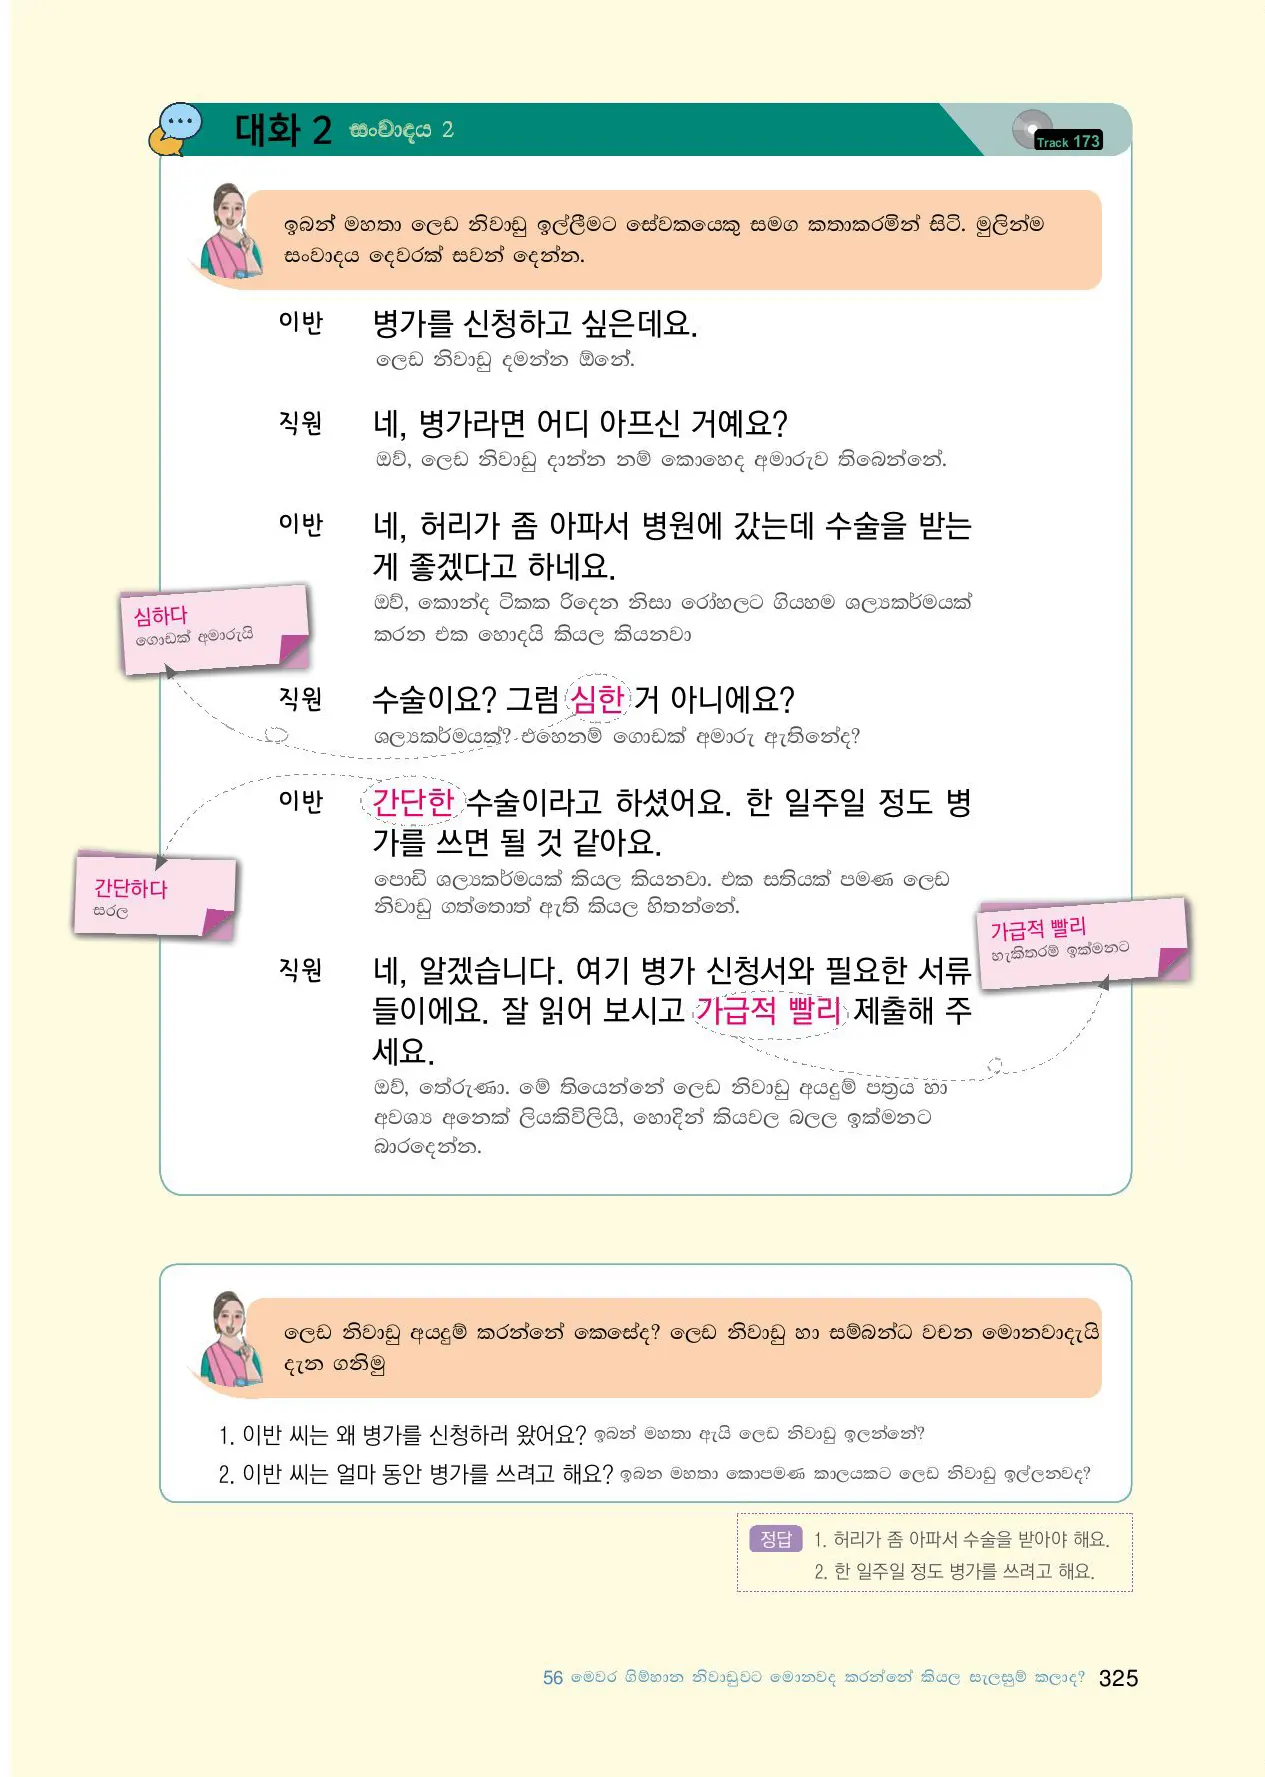 대화 2 සංවාදය 2
Track 173
ඉබන් මහතා ලෙඩ නිවාඩු ඉල්ලීමට සේවකයෙකු සමග කතාකරමින් සිටි. මුලින්ම
සංවාදය දෙවරක් සවන් දෙන්න.
이반 병가를 신청하고 싶은데요.
ලෙඩ නිවාඩු දමන්න ඕනේ.
직원 네, 병가라면 어디 아프신 거예요?
ඔව්, ලෙඩ නිවාඩු දාන්න නම් කොහෙද අමාරුව තිබෙන්නේ.
이반 네, 허리가 좀 아파서 병원에 갔는데 수술을 받는
게 좋겠다고 하네요.
ඔව්, කොන්ද ටිකක රිදෙන නිසා රෝහලට ගියහම ශල්‍යකර්මයක්
කරන එක හොදයි කියල කියනවා
심하다
ගොඩක් අමාරුයි
직원 수술이요? 그럼 심한 거 아니에요?
ශල්‍යකර්මයක්? එහෙනම් ගොඩක් අමාරු ඇතිනේද?
이반 간단한 수술이라고 하셨어요. 한 일주일 정도 병
가를 쓰면 될 것 같아요.
පොඩි ශල්‍යකර්මයක් කියල කියනවා. එක සතියක් පමණ ලෙඩ
නිවාඩු ගත්තොත් ඇති කියල හිතන්නේ.
간단하다
සරල
가급적 빨리
හැකිතරම් ඉක්මනට
직원 네, 알겠습니다. 여기 병가 신청서와 필요한 서류
들이에요. 잘 읽어 보시고 가급적 빨리 제출해 주
세요.
ඔව්, තේරුණා. මේ තියෙන්නේ ලෙඩ නිවාඩු අයදුම් පත්‍රය හා
අවශ්‍ය අනෙක් ලියකිවිලියි, හොදින් කියවල බලල ඉක්මනට
බාරදෙන්න.
ලෙඩ නිවාඩු අයදුම් කරන්නේ කෙසේද? ලෙඩ නිවාඩු හා සම්බන්ධ වචන මොනවාදැයි
දැන ගනිමු
1. 이반 씨는 왜 병가를 신청하러 왔어요? ඉබන් මහතා ඇයි ලෙඩ නිවාඩු ඉලන්නේ?
2. 이반 씨는 얼마 동안 병가를 쓰려고 해요? ඉබන මහතා කොපමණ කාලයකට ලෙඩ නිවාඩු ඉල්ලනවද?
정답 1. 허리가 좀 아파서 수술을 받아야 해요.
2. 한 일주일 정도 병가를 쓰려고 해요.
56 මෙවර ගිම්හාන නිවාඩුවට මොනවද කරන්නේ කියල සැලසුම් කලාද? 325